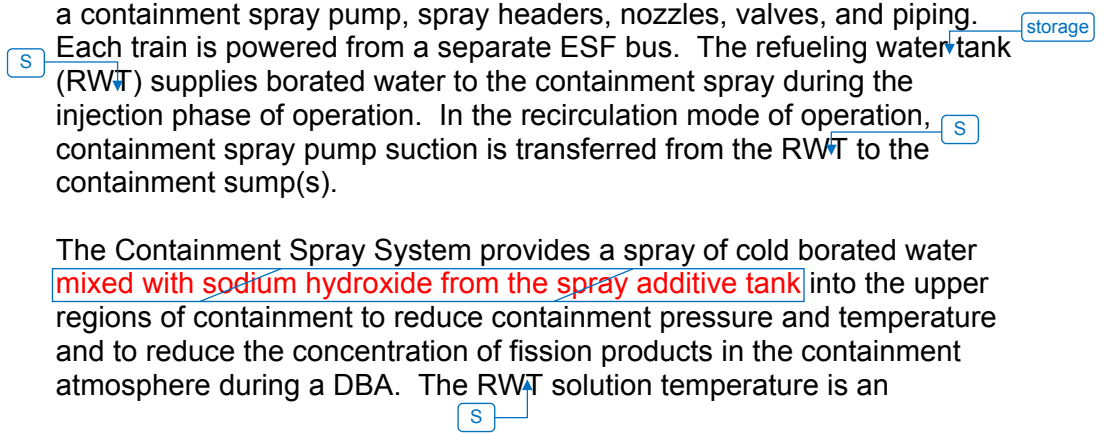 a containment spray pump, spray headers, nozzles, valves, and piping.
storage
Each train is powered from a separate ESF bus. The refueling water tank
S
(RWT) supplies borated water to the containment spray during the
injection phase of operation. In the recirculation mode of operation,
S
containment spray pump suction is transferred from the RWT to the
containment sump(s).
The Containment Spray System provides a spray of cold borated water
mixed with sodium hydroxide from the spray additive tank into the upper
regions of containment to reduce containment pressure and temperature
and to reduce the concentration of fission products in the containment
atmosphere during a DBA. The RWT solution temperature is an
S